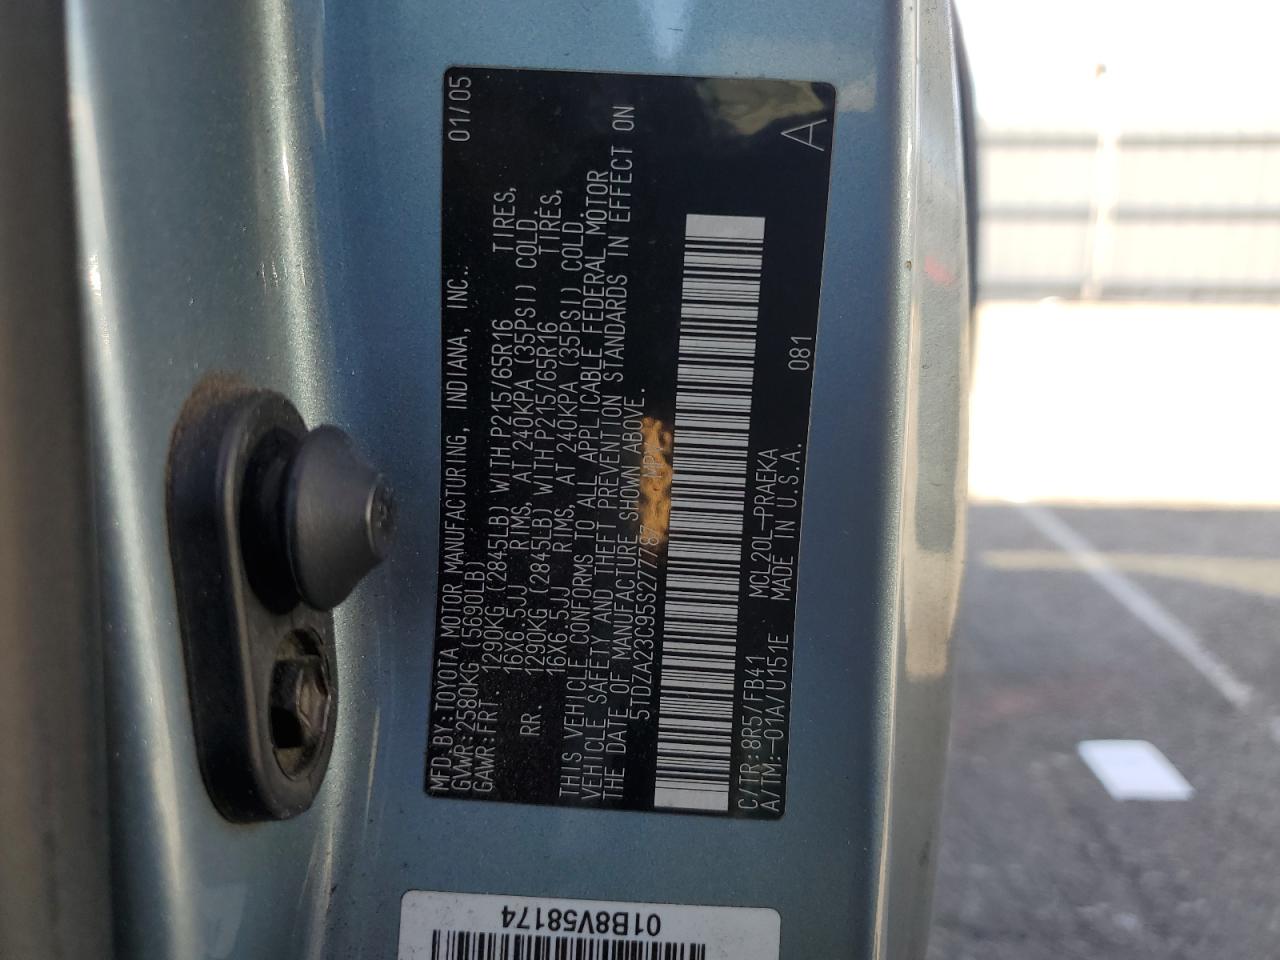 MFD.BY:TOYOTA MOTOR MANUFACTURING, INDIANA, INC. 01/05
GVWR:2580KG (5690LB)
GAWR:FRT. 1290KG (2845LB) WITH P215/65R16 TIRES,
16X6.5JJ RIMS, AT 240KPA (35PSI) COLD.
RR. 1290KG (2845LB) WITH P215/65R16 TIRES,
16X6.5JJ RIMS, AT 240KPA (35PSI) COLD.
THIS VEHICLE CONFORMS TO ALL APPLICABLE FEDERAL MOTOR
VEHICLE SAFETY AND THEFT PREVENTION STANDARDS IN EFFECT ON
THE DATE OF MANUFACTURE SHOWN ABOVE.
5TDZA23C95S277787 MPV
C/TR:8R5/FB41 MCL20L-PRAEKA 081 A
A/TM:-01A/U151E MADE IN U.S.A.
01B8V58174